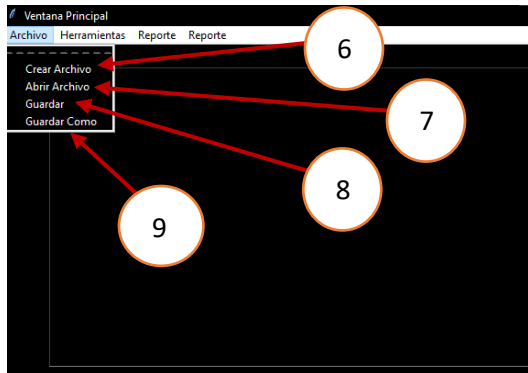 Ventana Principal
Archivo Herramientas Reporte Reporte
Crear Archivo
Abrir Archivo
Guardar
Guardar Como
6
7
8
9